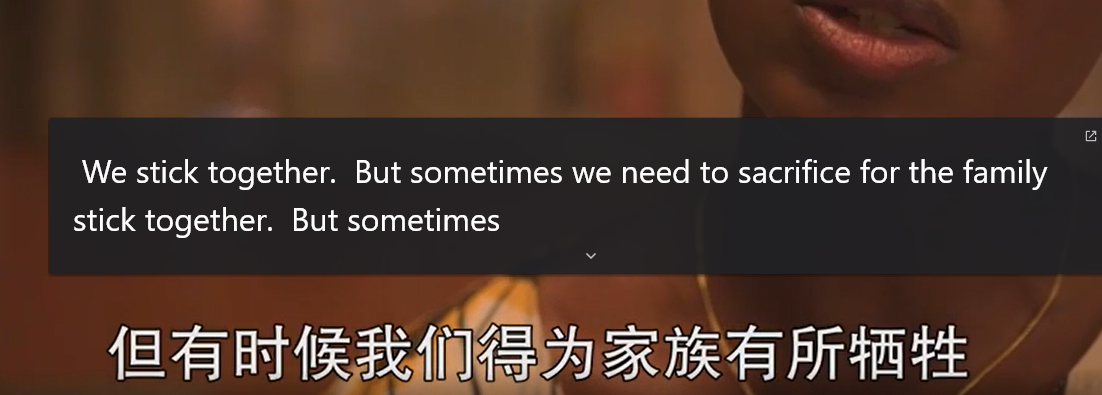 We stick together.  But sometimes we need to sacrifice for the family
stick together.  But sometimes
但有时候我们得为家族有所牺牲